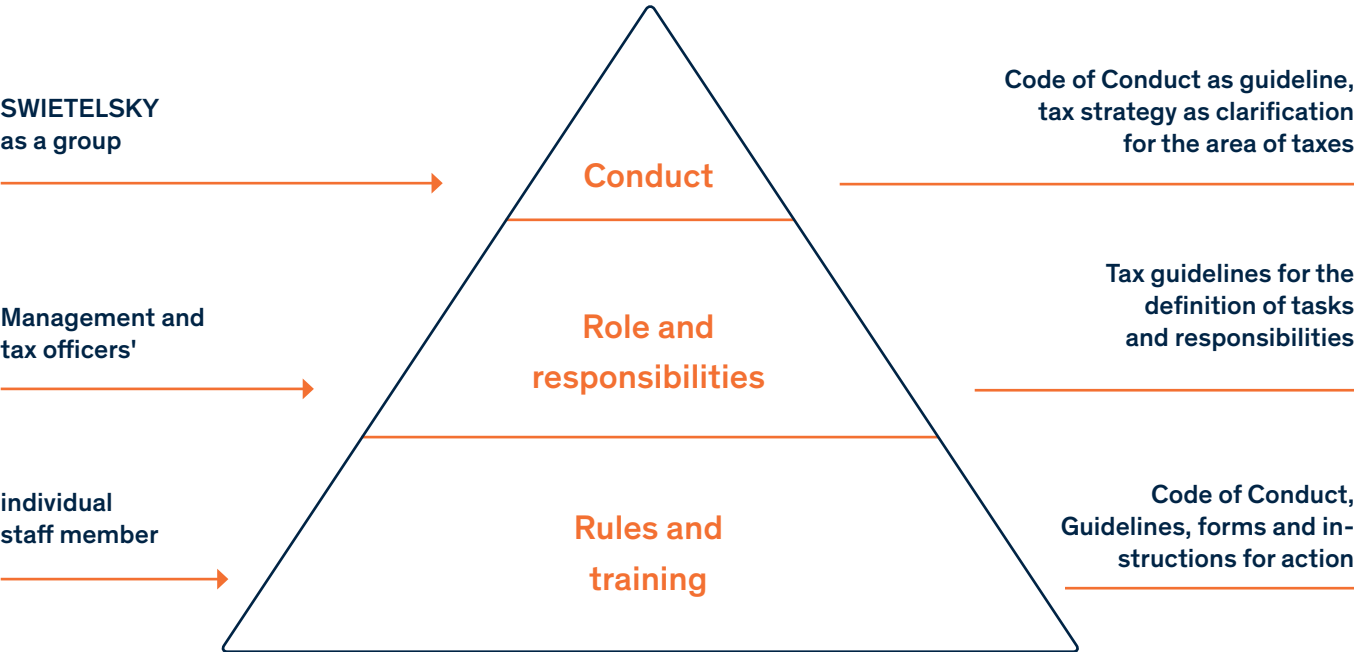 SWIETELSKY
as a group
Conduct
Code of Conduct as guideline,
tax strategy as clarification
for the area of taxes
Management and
tax officers'
Role and
responsibilities
Tax guidelines for the
definition of tasks
and responsibilities
individual
staff member
Rules and
training
Code of Conduct,
Guidelines, forms and in-
structions for action